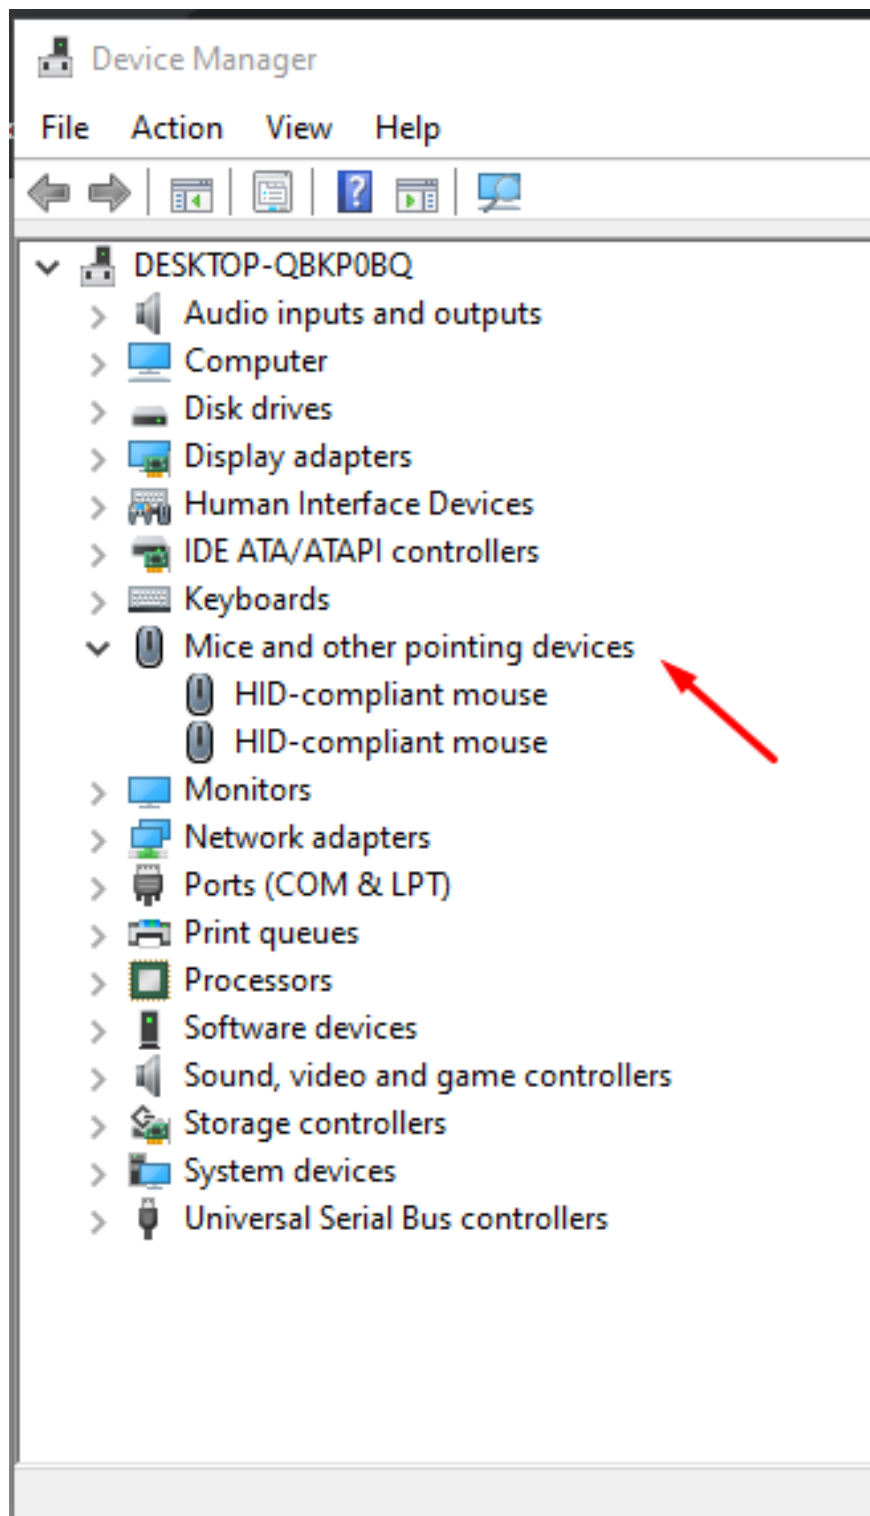 Device Manager
File Action View Help
?
DESKTOP-QBKP0BQ
Audio inputs and outputs
Computer
Disk drives
Display adapters
Human Interface Devices
IDE ATA/ATAPI controllers
Keyboards
Mice and other pointing devices
HID-compliant mouse
HID-compliant mouse
Monitors
Network adapters
Ports (COM & LPT)
Print queues
Processors
Software devices
Sound, video and game controllers
Storage controllers
System devices
Universal Serial Bus controllers